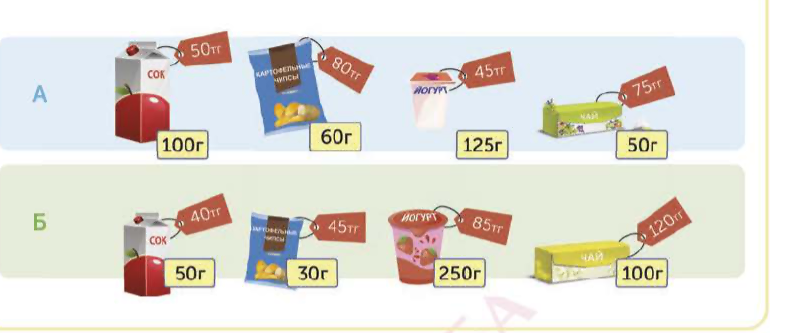 А
СОК
50тг
100г
КАРТОФЕЛЬНЫЕ
ЧИПСЫ
80тг
60г
ЙОГУРТ
45тг
125г
ЧАЙ
75тг
50г
Б
СОК
40тг
50г
КАРТОФЕЛЬНЫЕ
ЧИПСЫ
45тг
30г
ЙОГУРТ
85тг
250г
ЧАЙ
120тг
100г